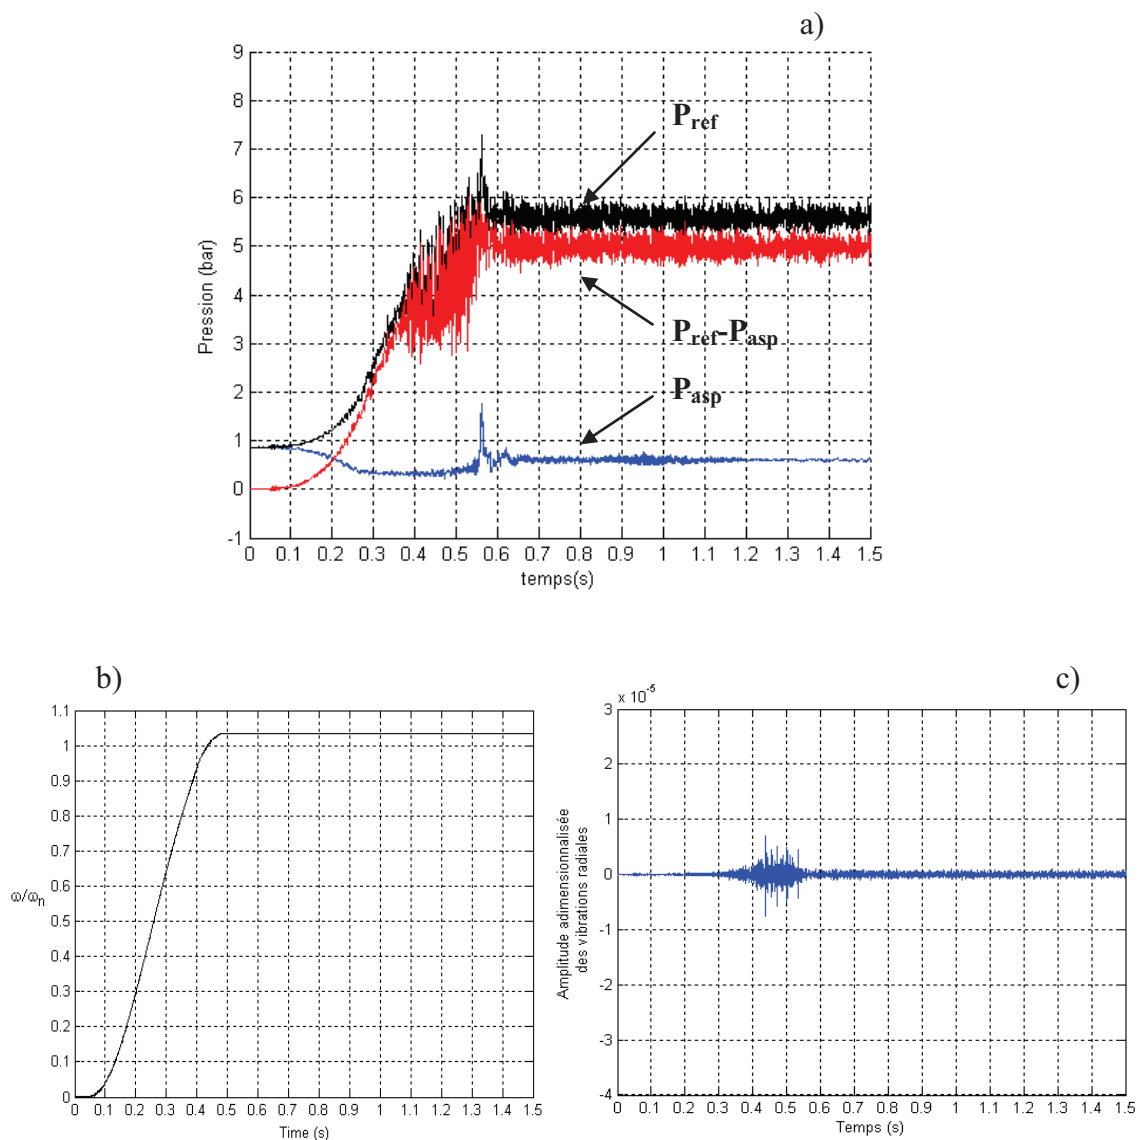 a)
9
8
7
6
5
4
3
2
1
0
-1
Pression (bar)
P_ref
P_ref-P_asp
P_asp
0 0.1 0.2 0.3 0.4 0.5 0.6 0.7 0.8 0.9 1 1.1 1.2 1.3 1.4 1.5
temps(s)
b)
1.1
1
0.9
0.8
0.7
0.6
0.5
0.4
0.3
0.2
0.1
0
ω/ω_n
0 0.1 0.2 0.3 0.4 0.5 0.6 0.7 0.8 0.9 1 1.1 1.2 1.3 1.4 1.5
Time (s)
c)
x 10^-5
3
2
1
0
-1
-2
-3
-4
Amplitude adimensionnalisée
des vibrations radiales
0 0.1 0.2 0.3 0.4 0.5 0.6 0.7 0.8 0.9 1 1.1 1.2 1.3 1.4 1.5
Temps (s)